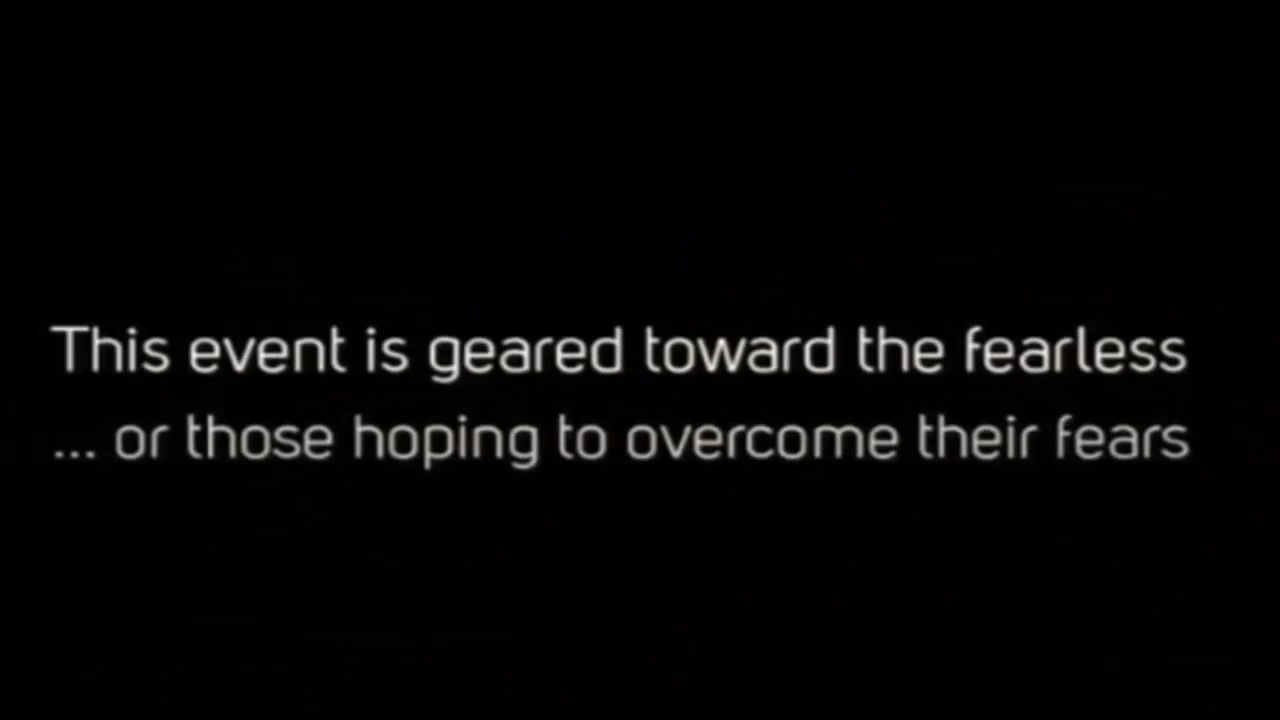 This event is geared toward the fearless
... or those hoping to overcome their fears